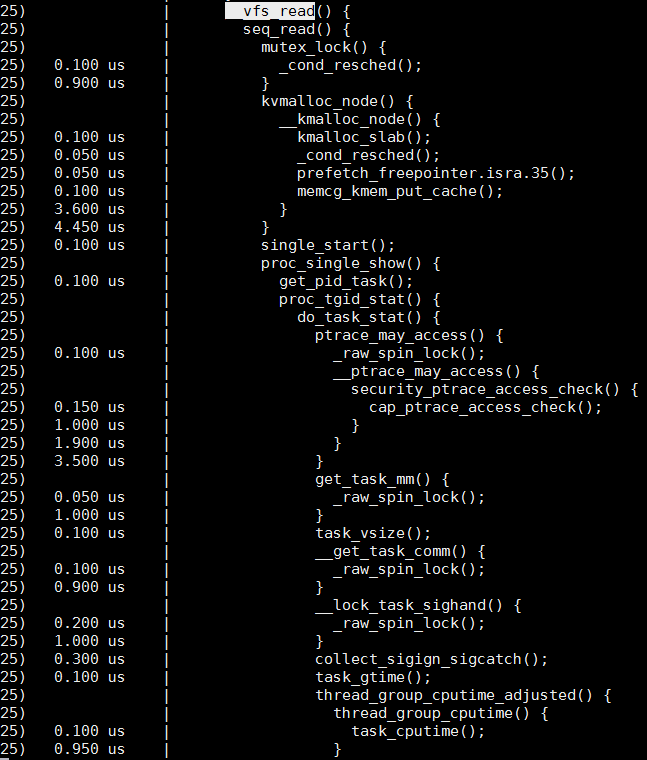 25)               |       __vfs_read() {
25)               |         seq_read() {
25)               |           mutex_lock() {
25)   0.100 us    |             _cond_resched();
25)   0.900 us    |           }
25)               |           kvmalloc_node() {
25)               |             __kmalloc_node() {
25)   0.100 us    |               kmalloc_slab();
25)   0.050 us    |               _cond_resched();
25)   0.050 us    |               prefetch_freepointer.isra.35();
25)   0.100 us    |               memcg_kmem_put_cache();
25)   3.600 us    |             }
25)   4.450 us    |           }
25)   0.100 us    |           single_start();
25)               |           proc_single_show() {
25)   0.100 us    |             get_pid_task();
25)               |             proc_tgid_stat() {
25)               |               do_task_stat() {
25)               |                 ptrace_may_access() {
25)   0.100 us    |                   _raw_spin_lock();
25)               |                   __ptrace_may_access() {
25)               |                     security_ptrace_access_check() {
25)   0.150 us    |                       cap_ptrace_access_check();
25)   1.000 us    |                     }
25)   1.900 us    |                   }
25)   3.500 us    |                 }
25)               |                 get_task_mm() {
25)   0.050 us    |                   _raw_spin_lock();
25)   1.000 us    |                 }
25)   0.100 us    |                 task_vsize();
25)               |                 __get_task_comm() {
25)   0.100 us    |                   _raw_spin_lock();
25)   0.900 us    |                 }
25)               |                 __lock_task_sighand() {
25)   0.200 us    |                   _raw_spin_lock();
25)   1.000 us    |                 }
25)   0.300 us    |                 collect_sigign_sigcatch();
25)   0.100 us    |                 task_gtime();
25)               |                 thread_group_cputime_adjusted() {
25)               |                   thread_group_cputime() {
25)   0.100 us    |                     task_cputime();
25)   0.950 us    |                   }